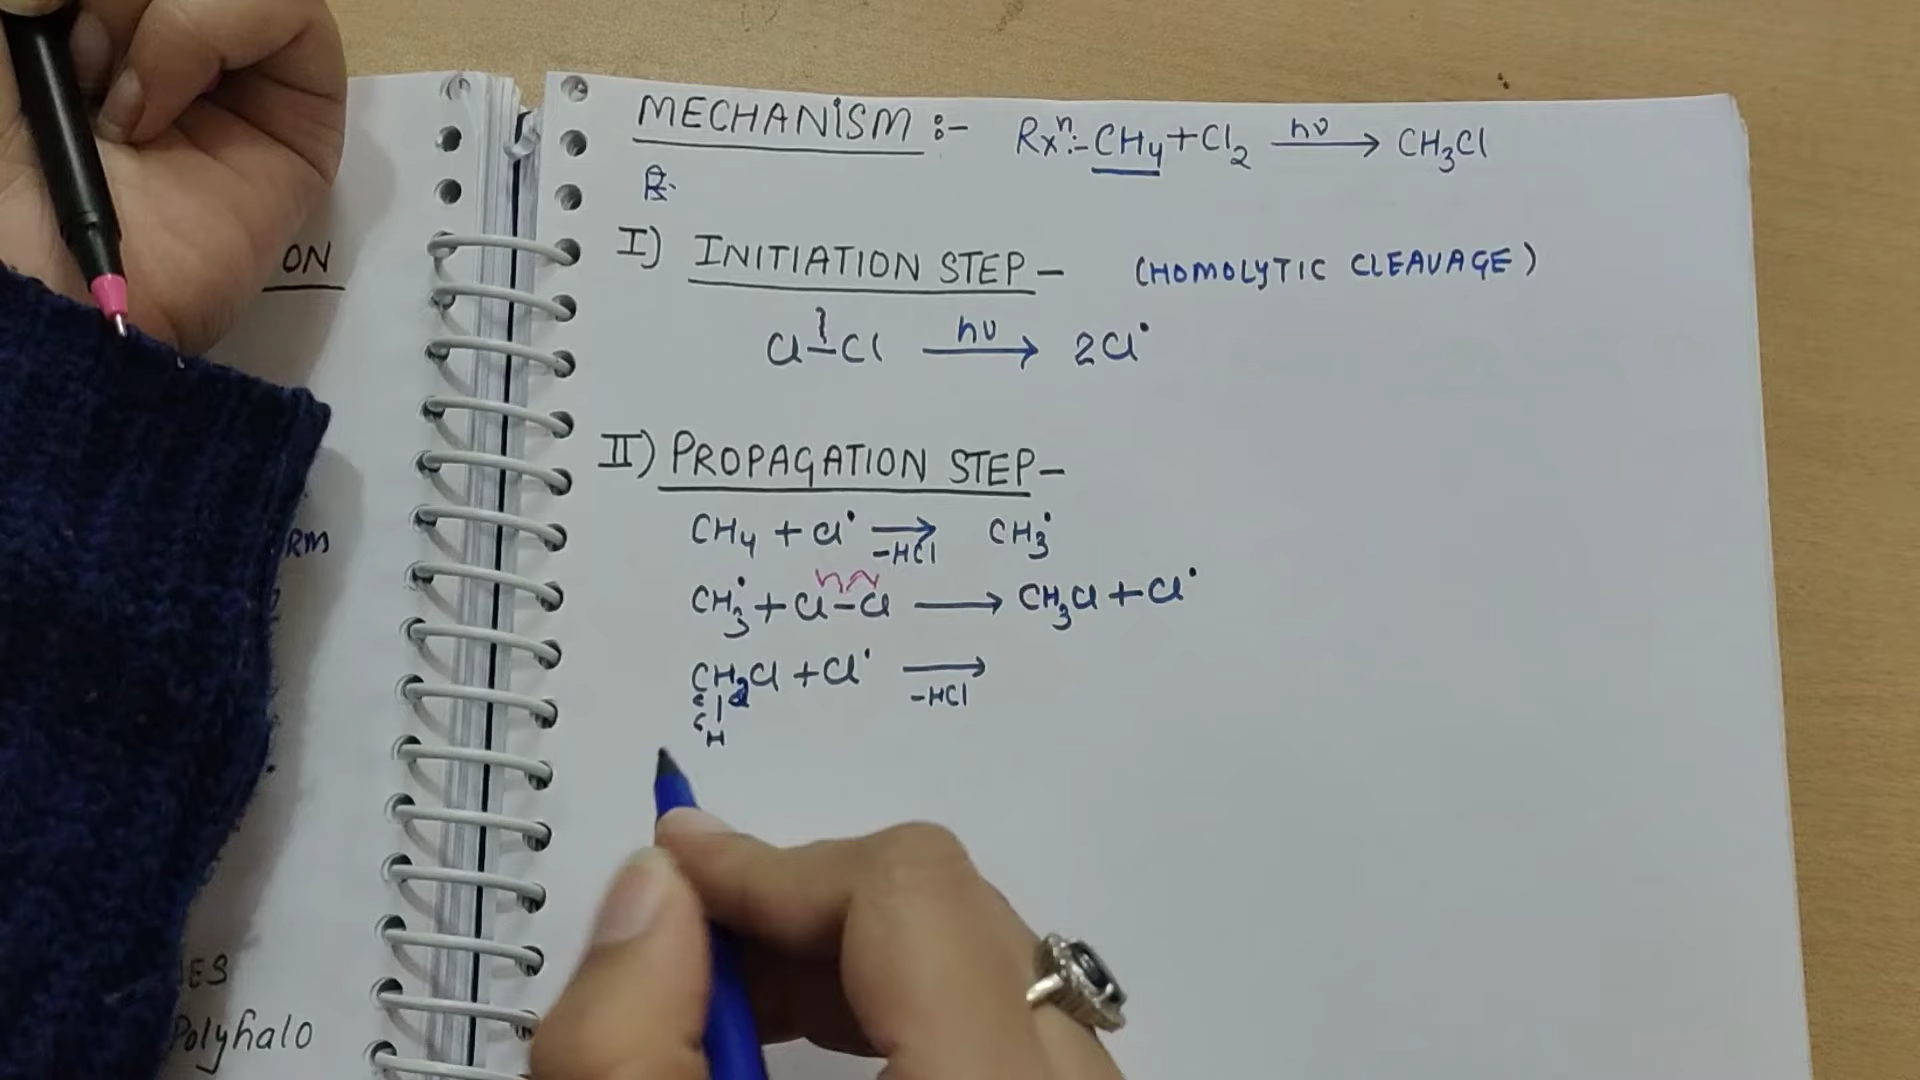 ON
RM
IES
Polyhalo
MECHANISM :- Rxⁿ:- CH₄ + Cl₂ hν → CH₃Cl
I) INITIATION STEP - (HOMOLYTIC CLEAVAGE)
Cl-Cl hν → 2Cl•
II) PROPAGATION STEP -
CH₄ + Cl• → -HCl CH₃•
CH₃• + Cl-Cl → CH₃Cl + Cl•
CH₂Cl + Cl• → -HCl
H